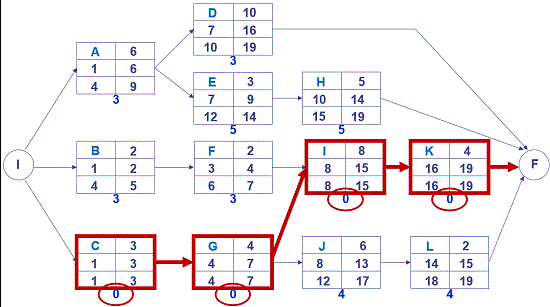 D 10
7 16
10 19
3
A 6
1 6
4 9
3
E 3
7 9
12 14
5
H 5
10 14
15 19
5
I
B 2
1 2
4 5
3
F 2
3 4
6 7
3
I 8
8 15
8 15
0
K 4
16 19
16 19
0
F
C 3
1 3
1 3
0
G 4
4 7
4 7
0
J 6
8 13
12 17
4
L 2
14 15
18 19
4